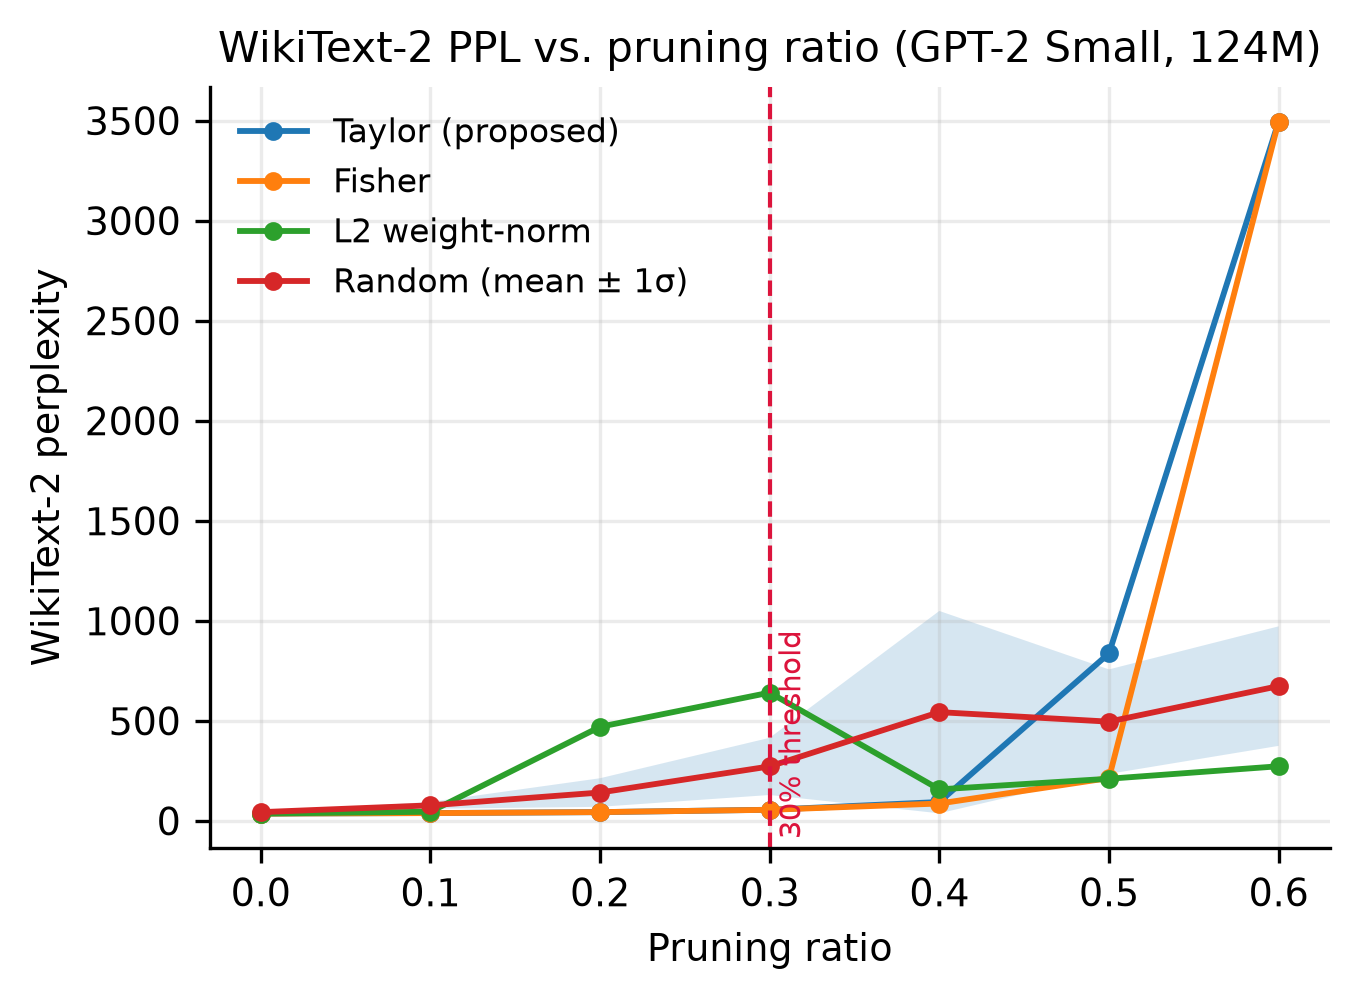 WikiText-2 PPL vs. pruning ratio (GPT-2 Small, 124M)
Taylor (proposed)
Fisher
L2 weight-norm
Random (mean ± 1σ)
WikiText-2 perplexity
3500
3000
2500
2000
1500
1000
500
0
30% threshold
0.0 0.1 0.2 0.3 0.4 0.5 0.6
Pruning ratio